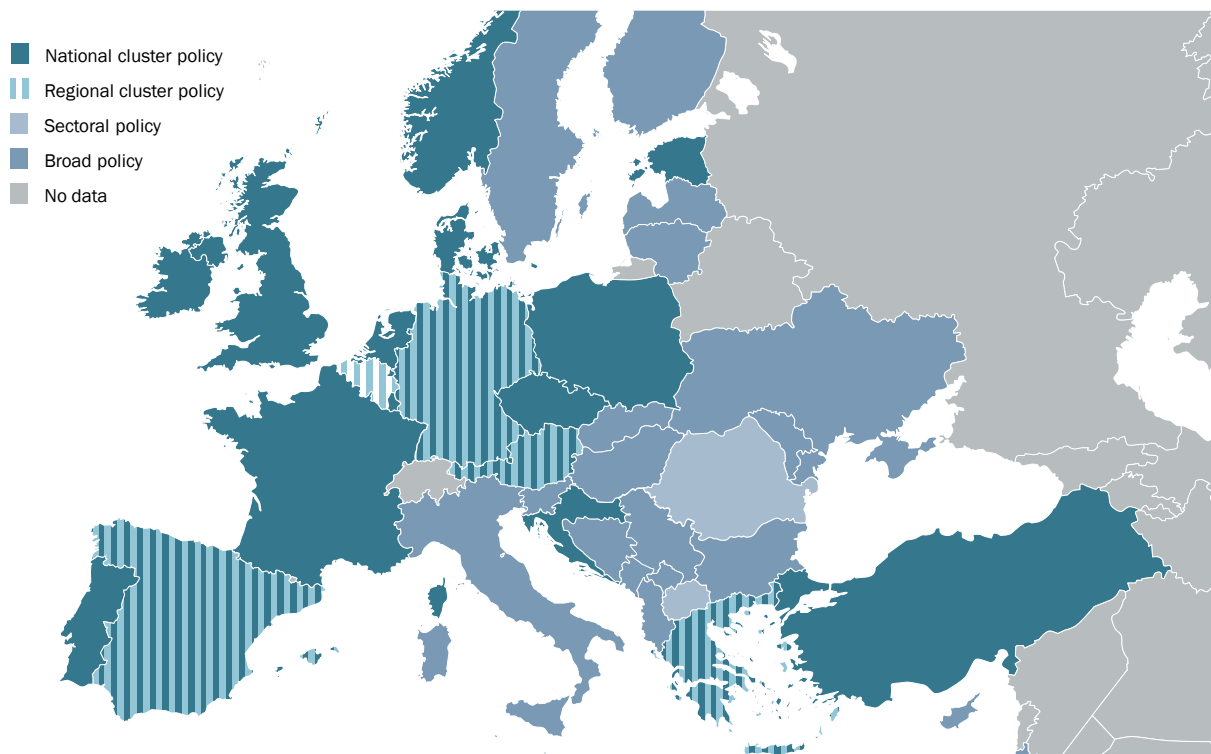 National cluster policy
Regional cluster policy
Sectoral policy
Broad policy
No data